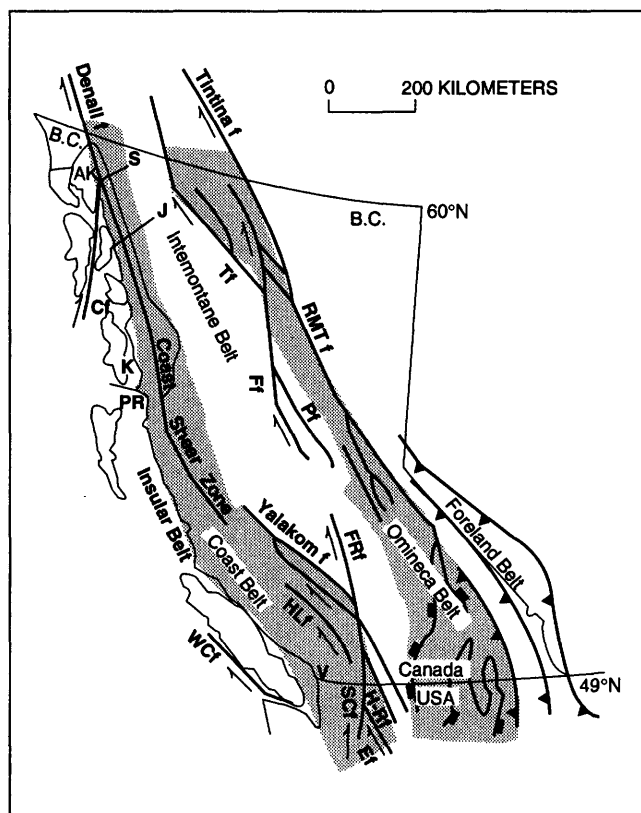 Denali f
Tintina f
0 200 KILOMETERS
B.C.
S
AK
J
B.C.
60°N
Intermontane Belt
Tf
Cf
RMT f
K
Coast
Shear Zone
PR
Ff
Pf
Insular Belt
Yalakom f
FRf
Foreland Belt
Coast Belt
Omineca Belt
HLf
WCf
V
Canada
USA
49°N
SCf
H-Rf
Ef